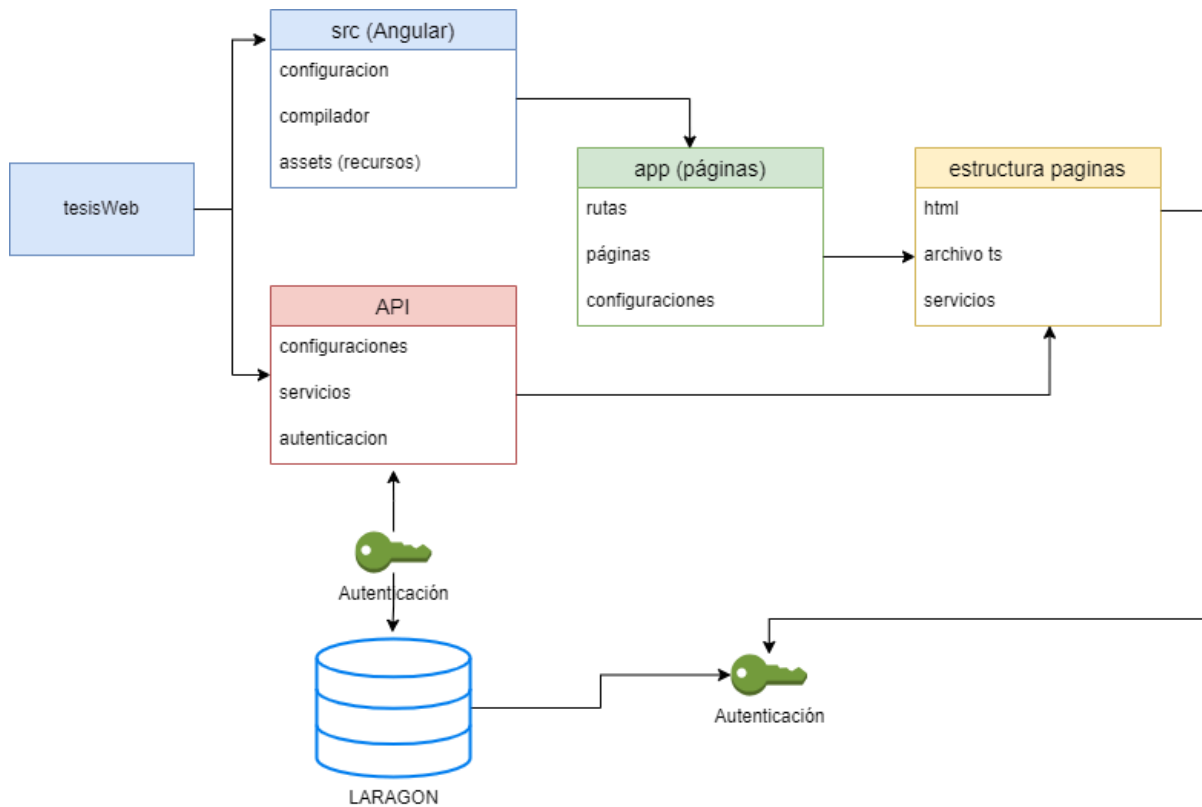 src (Angular)
configuracion
compilador
assets (recursos)
tesisWeb
app (páginas)
rutas
páginas
configuraciones
estructura paginas
html
archivo ts
servicios
API
configuraciones
servicios
autenticacion
Autenticación
LARAGON
Autenticación